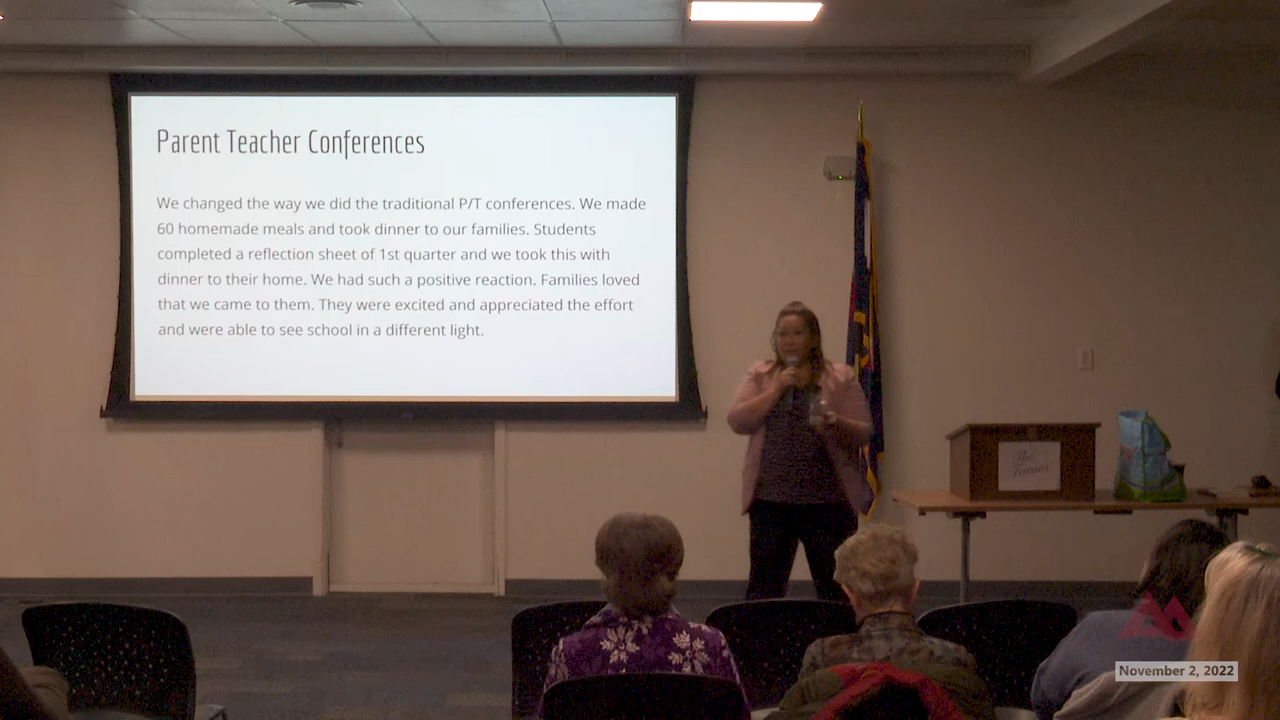 Parent Teacher Conferences
We changed the way we did the traditional P/T conferences. We made
60 homemade meals and took dinner to our families. Students
completed a reflection sheet of 1st quarter and we took this with
dinner to their home. We had such a positive reaction. Families loved
that we came to them. They were excited and appreciated the effort
and were able to see school in a different light.
The
Forum
November 2, 2022